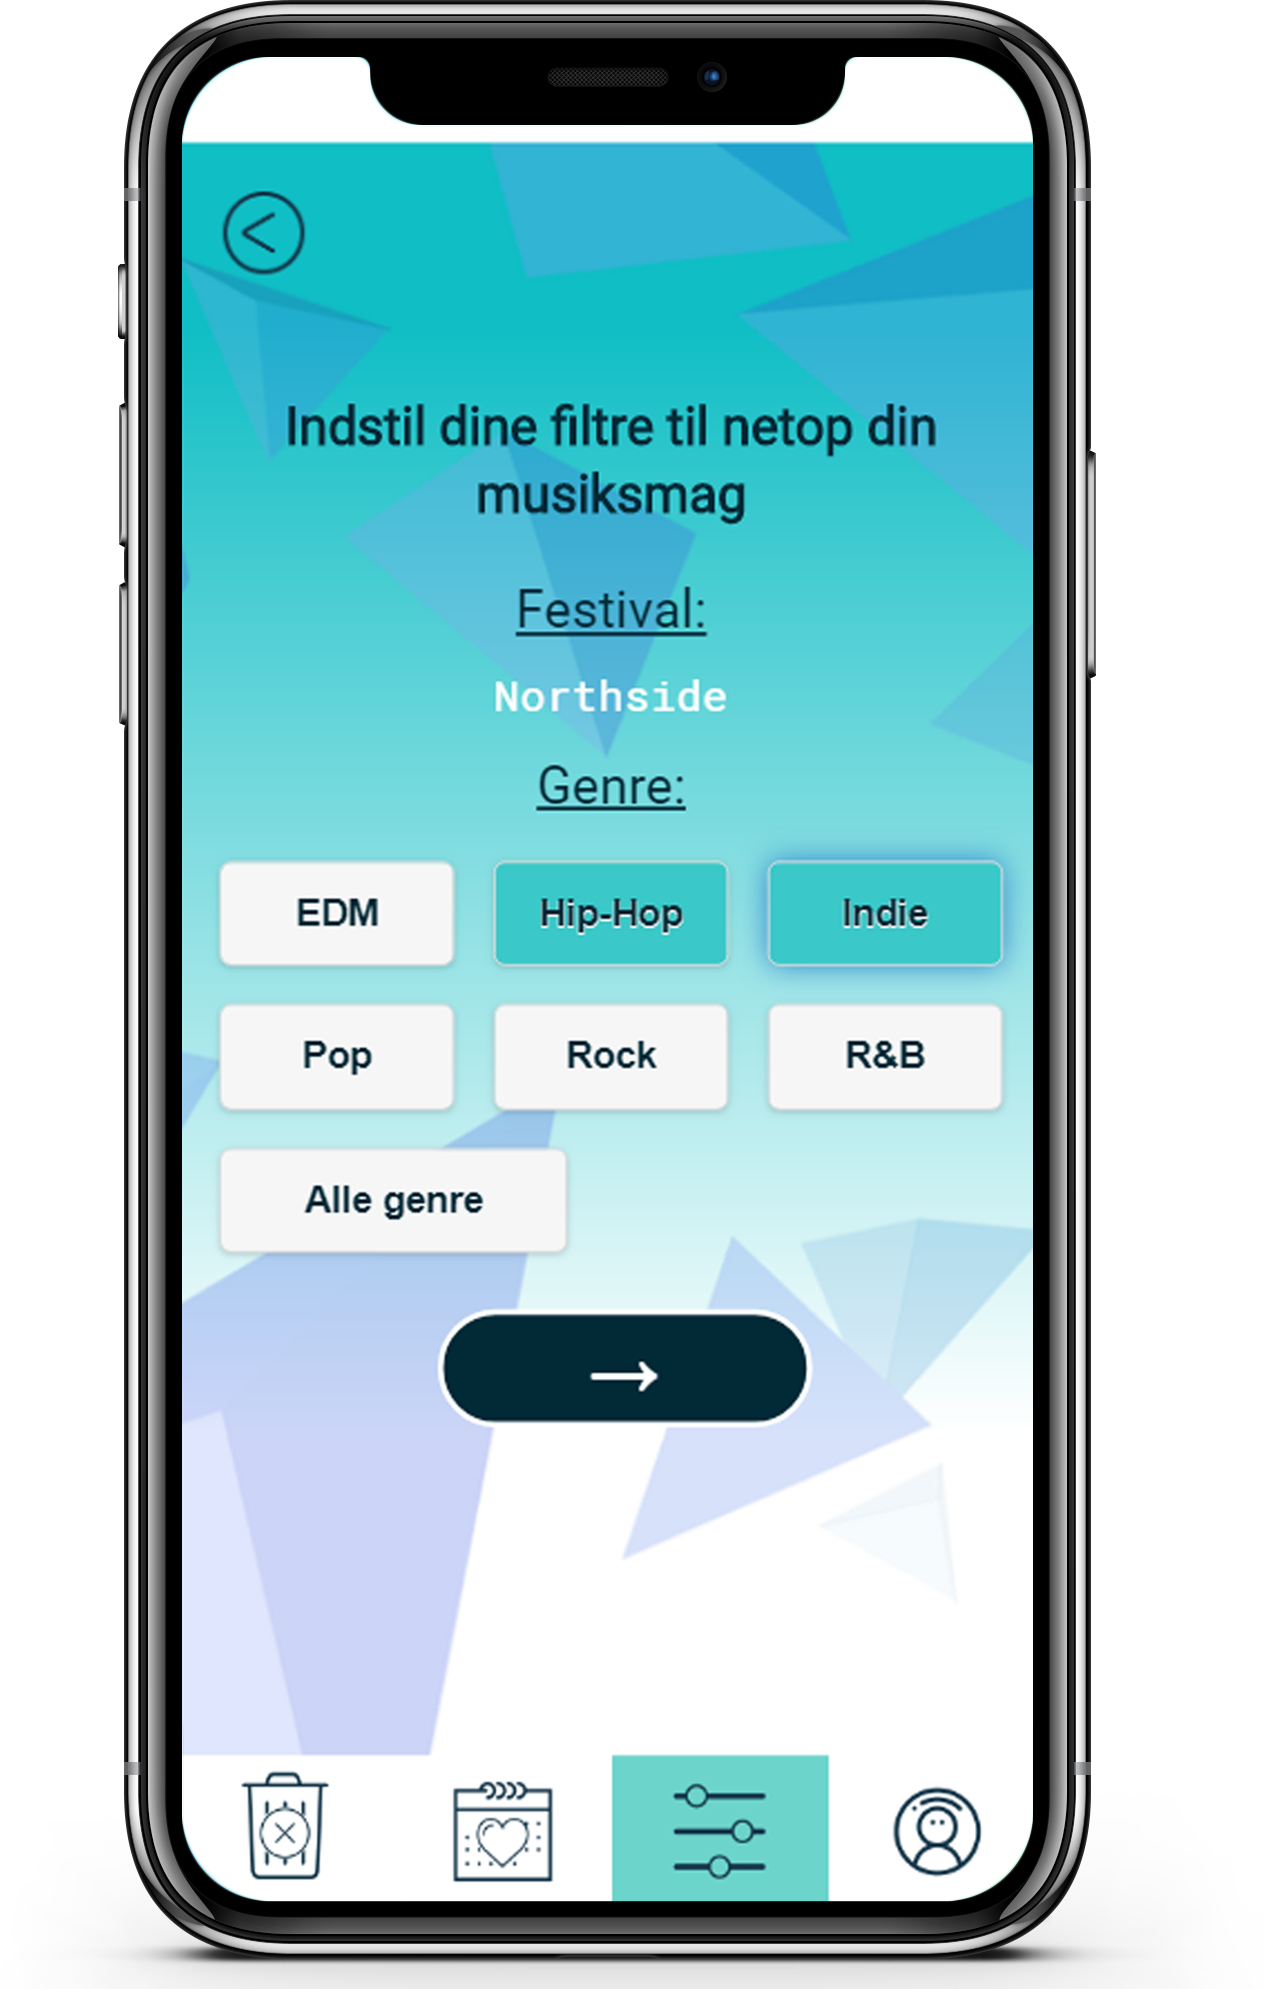 Indstil dine filtre til netop din
musiksmag
Festival:
Northside
Genre:
EDM
Hip-Hop
Indie
Pop
Rock
R&B
Alle genre